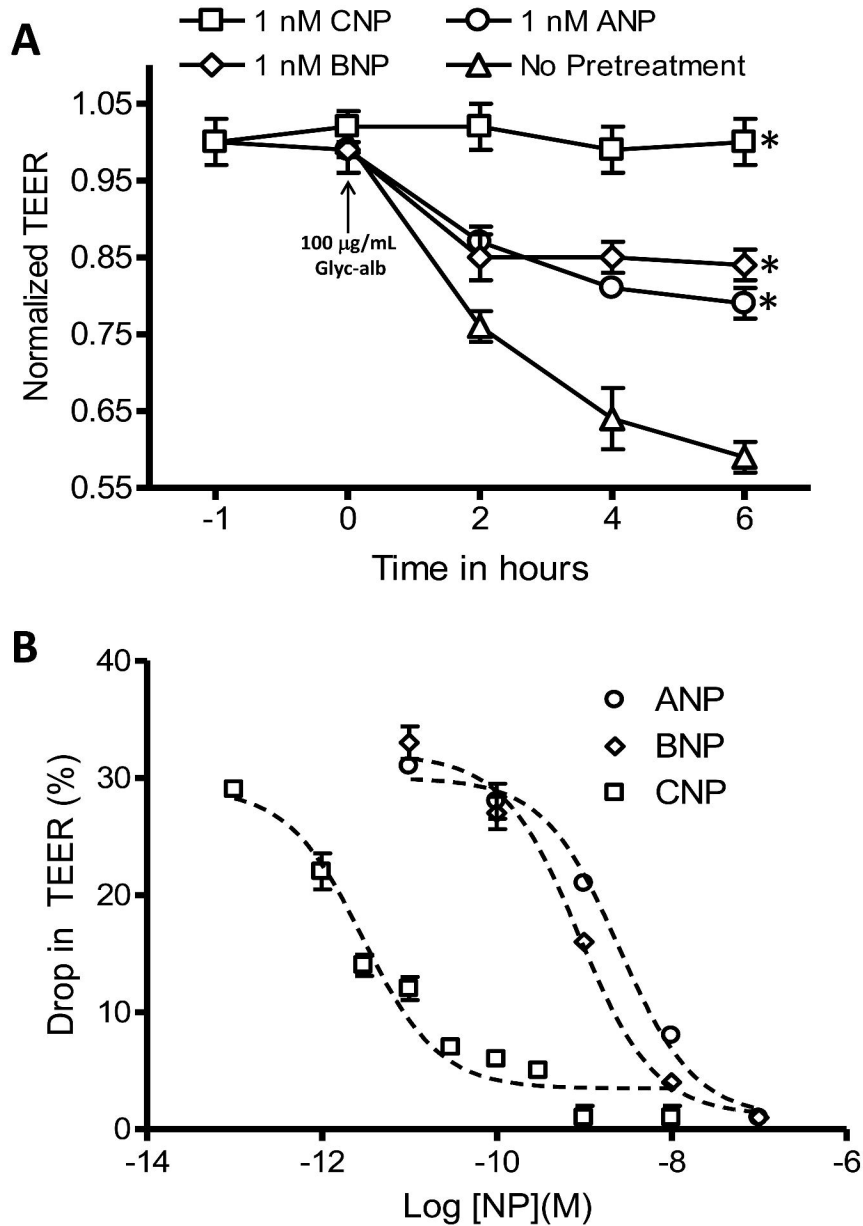 A
1 nM CNP 1 nM ANP
1 nM BNP No Pretreatment
1.05
0.95
0.85
0.75
0.65
0.55
Normalized TEER
100 μg/mL
Glyc-alb
*
*
*
-1 0 2 4 6
Time in hours
B
40
30
20
10
0
Drop in TEER (%)
ANP
BNP
CNP
-14 -12 -10 -8 -6
Log [NP](M)